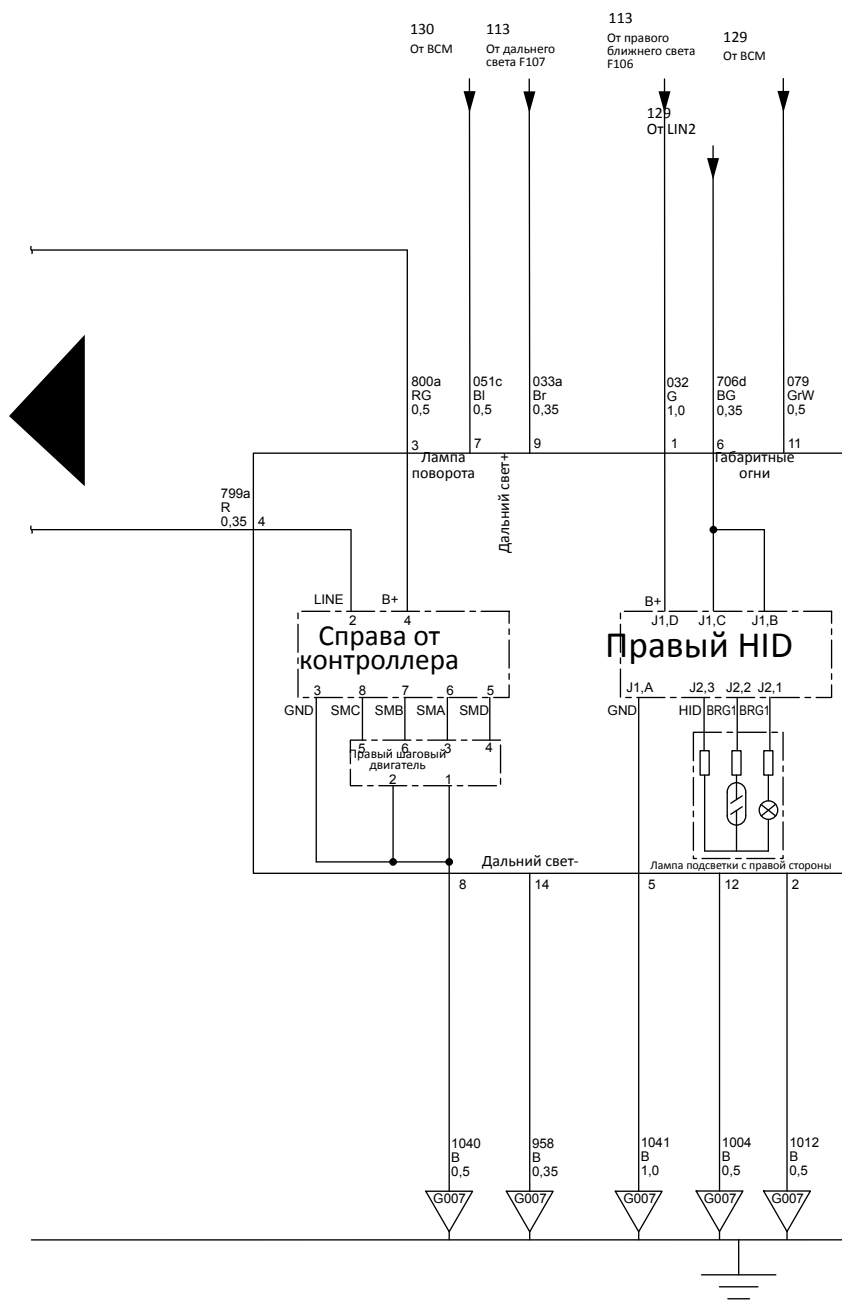 130
От BCM
113
От дальнего
света F107
113
От правого
ближнего света
F106
129
От BCM
129
От LIN2
800a
RG
0,5
051c
Bl
0,5
033a
Br
0,35
032
G
1,0
706d
BG
0,35
079
GrW
0,5
3
7
9
1
6
11
Лампа
поворота
Дальний свет+
Габаритные
огни
799a
R
0,35
4
LINE
B+
2
4
Справа от
контроллера
3
8
7
6
5
GND
SMC
SMB
SMA
SMD
5
6
3
4
Правый шаговый
двигатель
2
1
B+
J1,D
J1,C
J1,B
Правый HID
J1,A
J2,3
J2,2
J2,1
GND
HID
BRG1
BRG1
Дальний свет-
Лампа подсветки с правой стороны
8
14
5
12
2
1040
B
0,5
958
B
0,35
1041
B
1,0
1004
B
0,5
1012
B
0,5
G007
G007
G007
G007
G007